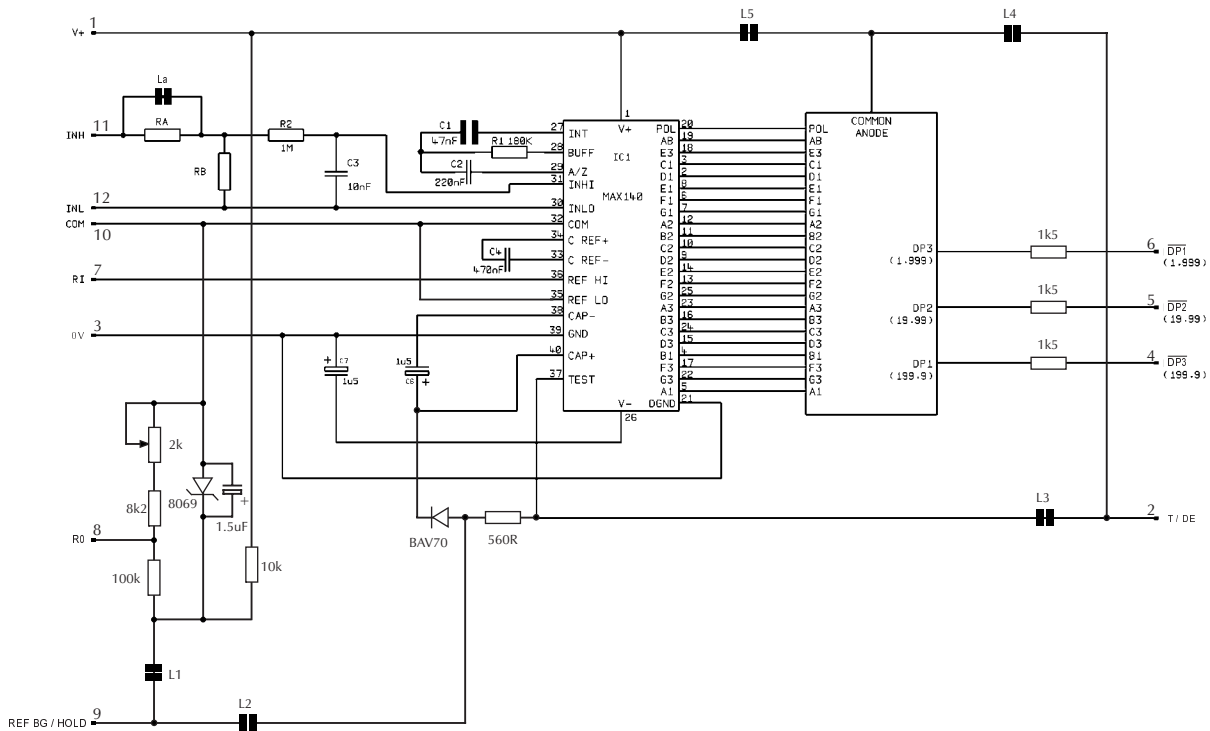 L5
L4
V+ 1
La
INH 11
RA
R2
1M
RB
C3
10nF
INL 12
COM 10
RI 7
0V 3
C1
47nF
R1 180K
C2
220nF
C4
470nF
C7
1u5
+
1u5
C6
+
1
V+
IC1
MAX140
27 INT
28 BUFF
29 A/Z
31 INHI
30 INLO
32 COM
34 C REF+
33 C REF-
36 REF HI
35 REF LO
38 CAP-
39 GND
40 CAP+
37 TEST
V-
26
POL 20 POL
AB 19 AB
E3 18 E3
C1 3 C1
D1 2 D1
E1 8 E1
F1 6 F1
G1 7 G1
A2 12 A2
B2 11 B2
C2 10 C2
D2 9 D2
E2 14 E2
F2 13 F2
G2 25 G2
A3 23 A3
B3 16 B3
C3 24 C3
D3 15 D3
B1 4 B1
F3 17 F3
G3 22 G3
A1 5 A1
DGND 21
COMMON
ANODE
DP3
(1.999)
1k5
6 DP1
(1.999)
DP2
(19.99)
1k5
5 DP2
(19.99)
DP1
(199.9)
1k5
4 DP3
(199.9)
2k
8k2
8069
1.5uF
+
R0 8
100k
10k
BAV70
560R
L3
2 T / DE
L1
L2
REF BG / HOLD 9